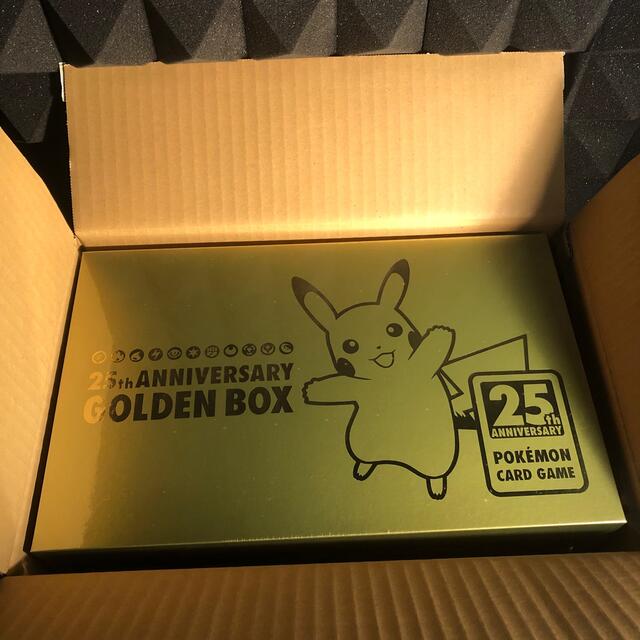 25th ANNIVERSARY
GOLDEN BOX
25th
ANNIVERSARY
POKÉMON
CARD GAME